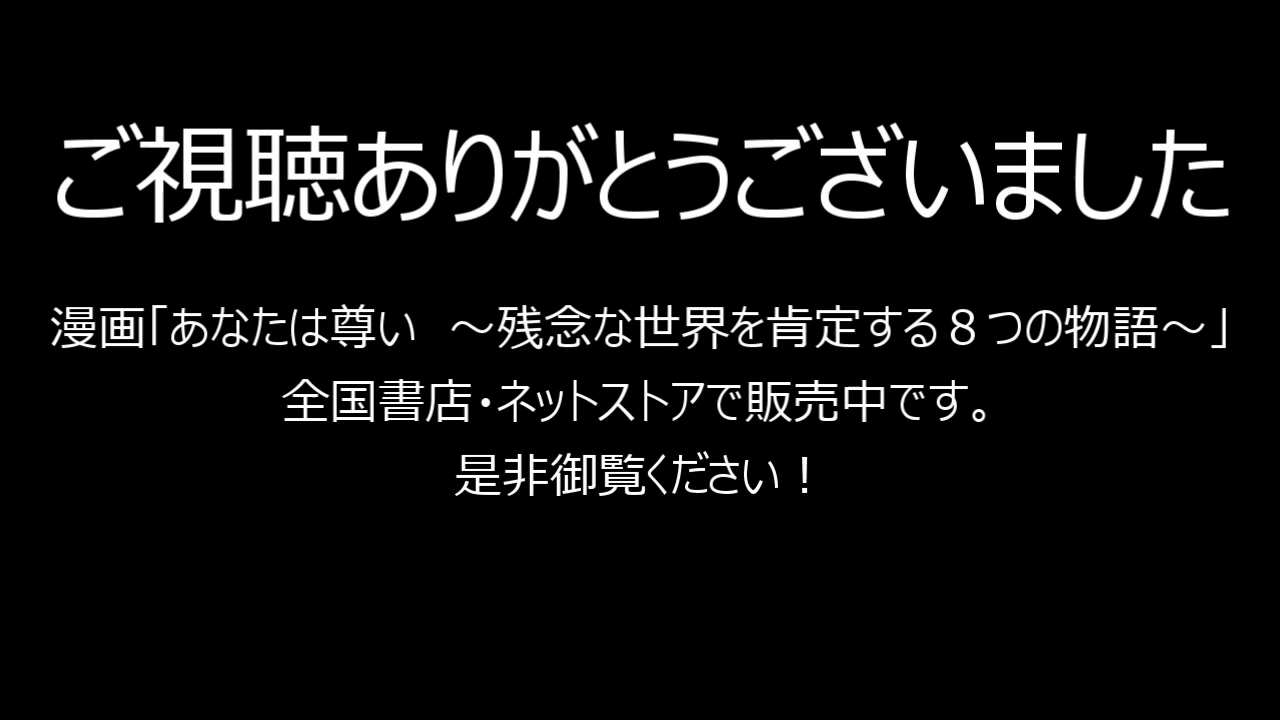 ご視聴ありがとうございました
漫画「あなたは尊い　～残念な世界を肯定する８つの物語～」
全国書店・ネットストアで販売中です。
是非御覧ください！